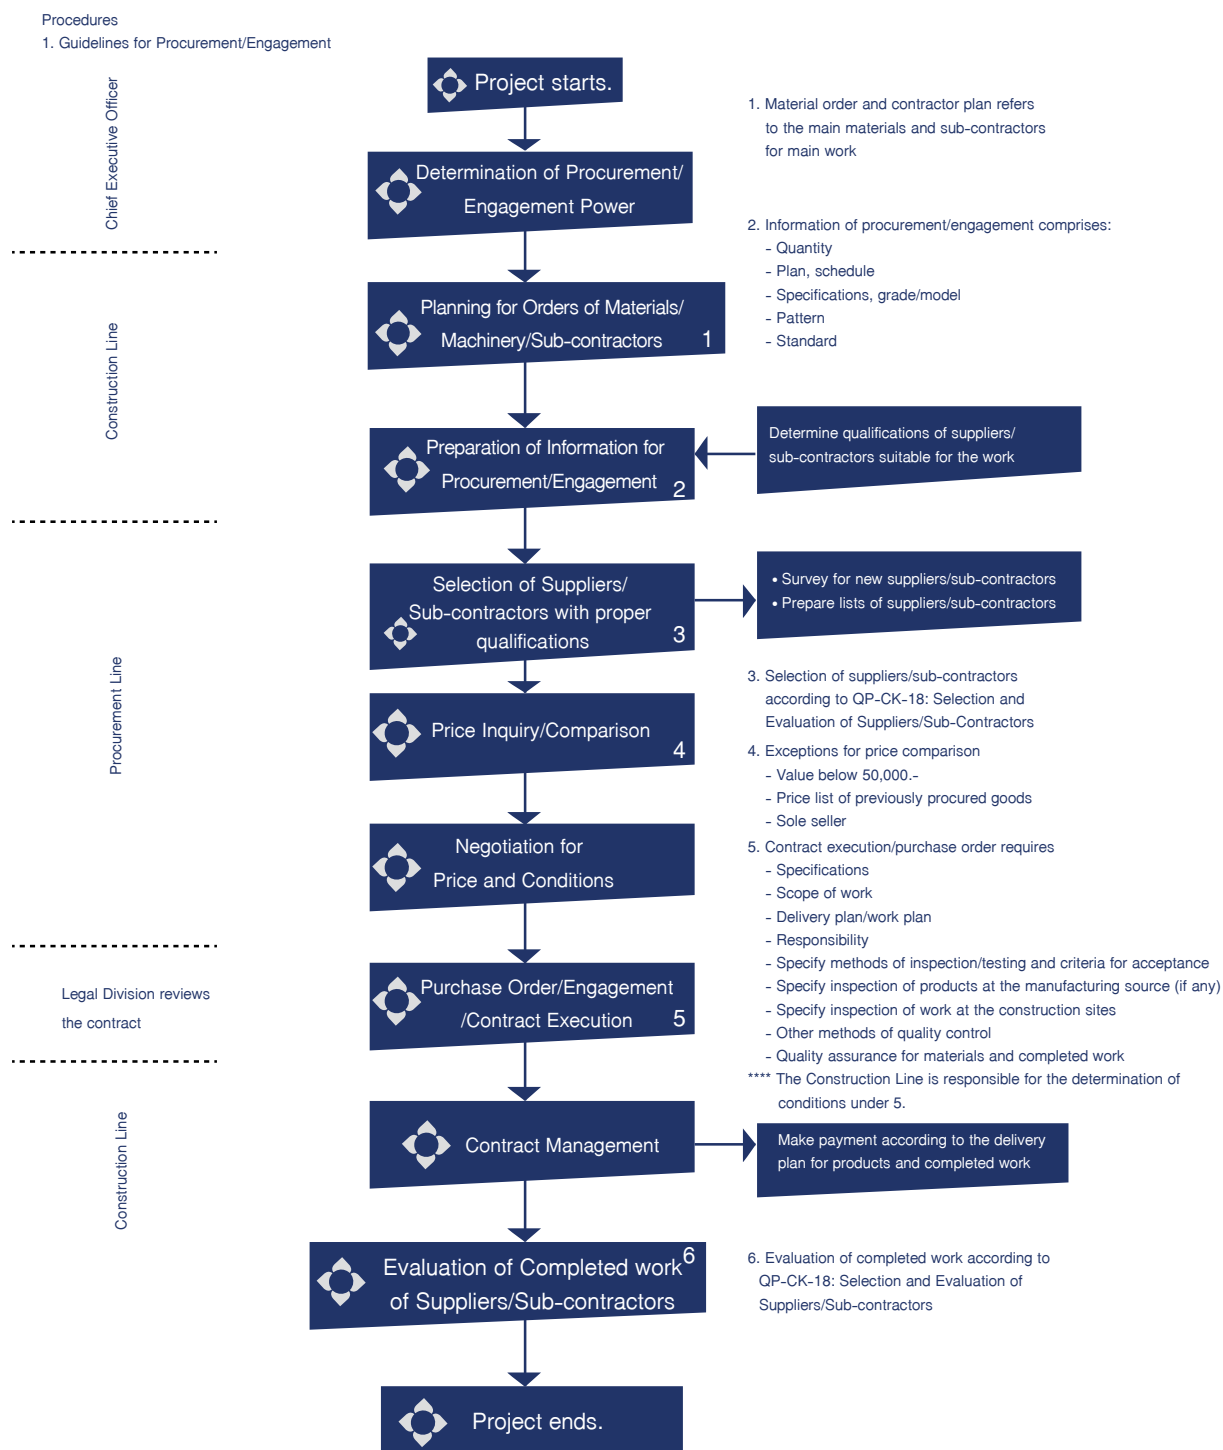 Procedures
1. Guidelines for Procurement/Engagement
Chief Executive Officer
Project starts.
1. Material order and contractor plan refers
to the main materials and sub-contractors
for main work
Determination of Procurement/
Engagement Power
2. Information of procurement/engagement comprises:
- Quantity
- Plan, schedule
- Specifications, grade/model
- Pattern
- Standard
Construction Line
Planning for Orders of Materials/
Machinery/Sub-contractors 1
Preparation of Information for
Procurement/Engagement 2
Determine qualifications of suppliers/
sub-contractors suitable for the work
Procurement Line
Selection of Suppliers/
Sub-contractors with proper
qualifications 3
• Survey for new suppliers/sub-contractors
• Prepare lists of suppliers/sub-contractors
3. Selection of suppliers/sub-contractors
according to QP-CK-18: Selection and
Evaluation of Suppliers/Sub-Contractors
Price Inquiry/Comparison 4
4. Exceptions for price comparison
- Value below 50,000.-
- Price list of previously procured goods
- Sole seller
Negotiation for
Price and Conditions
5. Contract execution/purchase order requires
- Specifications
- Scope of work
- Delivery plan/work plan
- Responsibility
- Specify methods of inspection/testing and criteria for acceptance
- Specify inspection of products at the manufacturing source (if any)
- Specify inspection of work at the construction sites
- Other methods of quality control
- Quality assurance for materials and completed work
**** The Construction Line is responsible for the determination of
conditions under 5.
Legal Division reviews
the contract
Purchase Order/Engagement
/Contract Execution 5
Construction Line
Contract Management
Make payment according to the delivery
plan for products and completed work
Evaluation of Completed work 6
of Suppliers/Sub-contractors
6. Evaluation of completed work according to
QP-CK-18: Selection and Evaluation of
Suppliers/Sub-contractors
Project ends.